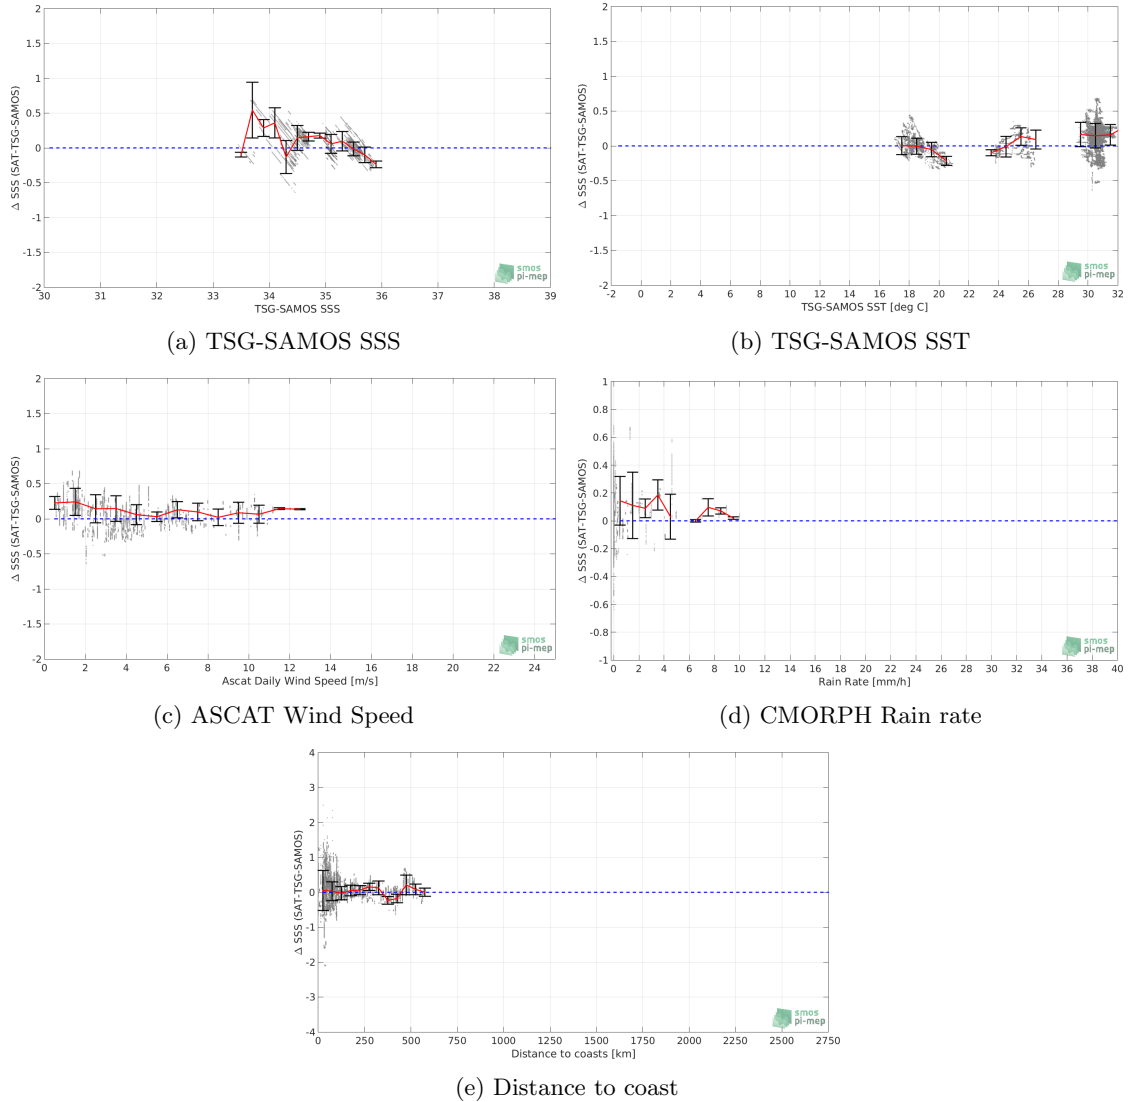 2
1.5
1
0.5
0
-0.5
-1
-1.5
-2
Δ SSS (SAT-TSG-SAMOS)
30 31 32 33 34 35 36 37 38 39
TSG-SAMOS SSS
smos
pi-mep
(a) TSG-SAMOS SSS
2
1.5
1
0.5
0
-0.5
-1
-1.5
-2
Δ SSS (SAT-TSG-SAMOS)
-2 0 2 4 6 8 10 12 14 16 18 20 22 24 26 28 30 32
TSG-SAMOS SST [deg C]
smos
pi-mep
(b) TSG-SAMOS SST
2
1.5
1
0.5
0
-0.5
-1
-1.5
-2
Δ SSS (SAT-TSG-SAMOS)
0 2 4 6 8 10 12 14 16 18 20 22 24
Ascat Daily Wind Speed [m/s]
smos
pi-mep
(c) ASCAT Wind Speed
1
0.8
0.6
0.4
0.2
0
-0.2
-0.4
-0.6
-0.8
-1
Δ SSS (SAT-TSG-SAMOS)
0 2 4 6 8 10 12 14 16 18 20 22 24 26 28 30 32 34 36 38 40
Rain Rate [mm/h]
smos
pi-mep
(d) CMORPH Rain rate
4
3
2
1
0
-1
-2
-3
-4
Δ SSS (SAT-TSG-SAMOS)
0 250 500 750 1000 1250 1500 1750 2000 2250 2500 2750
Distance to coasts [km]
smos
pi-mep
(e) Distance to coast